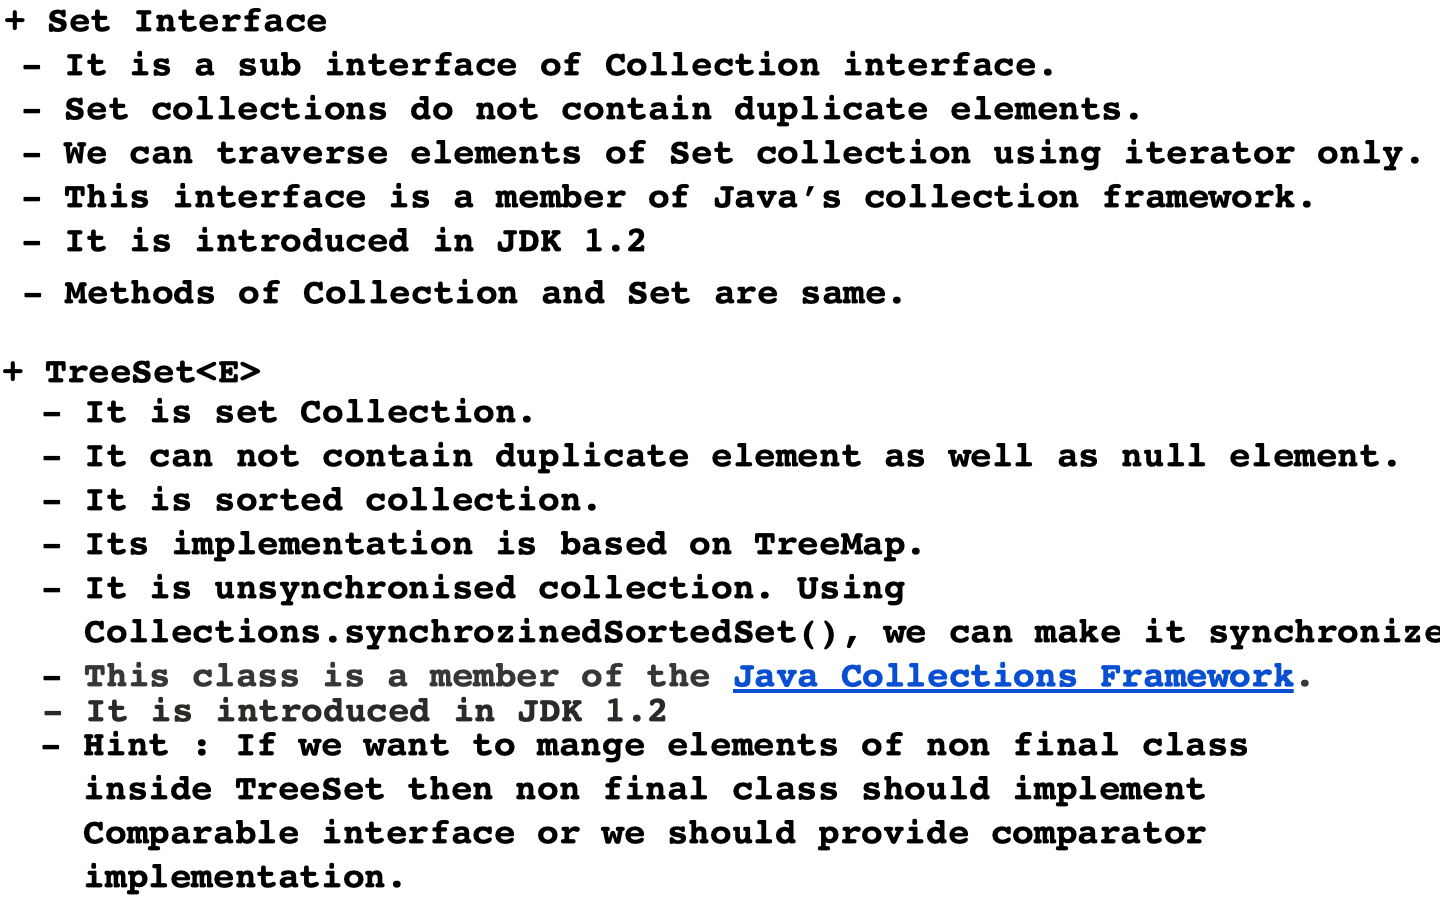 + Set Interface
- It is a sub interface of Collection interface.
- Set collections do not contain duplicate elements.
- We can traverse elements of Set collection using iterator only.
- This interface is a member of Java’s collection framework.
- It is introduced in JDK 1.2
- Methods of Collection and Set are same.
+ TreeSet<E>
- It is set Collection.
- It can not contain duplicate element as well as null element.
- It is sorted collection.
- Its implementation is based on TreeMap.
- It is unsynchronised collection. Using
Collections.synchrozinedSortedSet(), we can make it synchronize
- This class is a member of the Java Collections Framework.
- It is introduced in JDK 1.2
- Hint : If we want to mange elements of non final class
inside TreeSet then non final class should implement
Comparable interface or we should provide comparator
implementation.